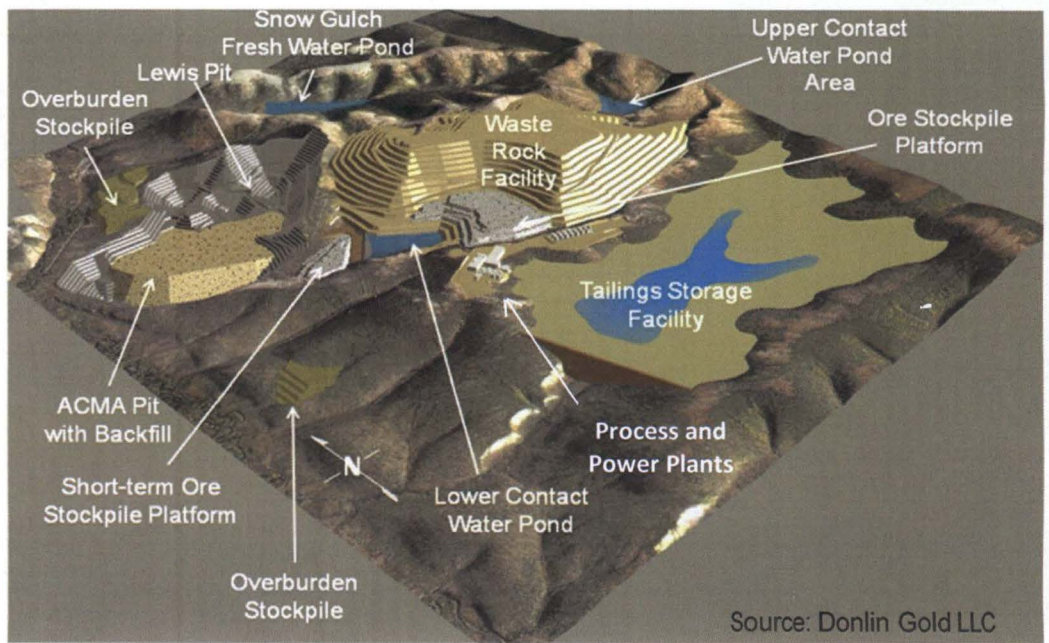 Snow Gulch
Fresh Water Pond
Upper Contact
Water Pond
Area
Lewis Pit
Overburden
Stockpile
Ore Stockpile
Platform
Waste
Rock
Facility
Tailings Storage
Facility
ACMA Pit
with Backfill
Process and
Power Plants
N
Short-term Ore
Stockpile Platform
Lower Contact
Water Pond
Overburden
Stockpile
Source: Donlin Gold LLC